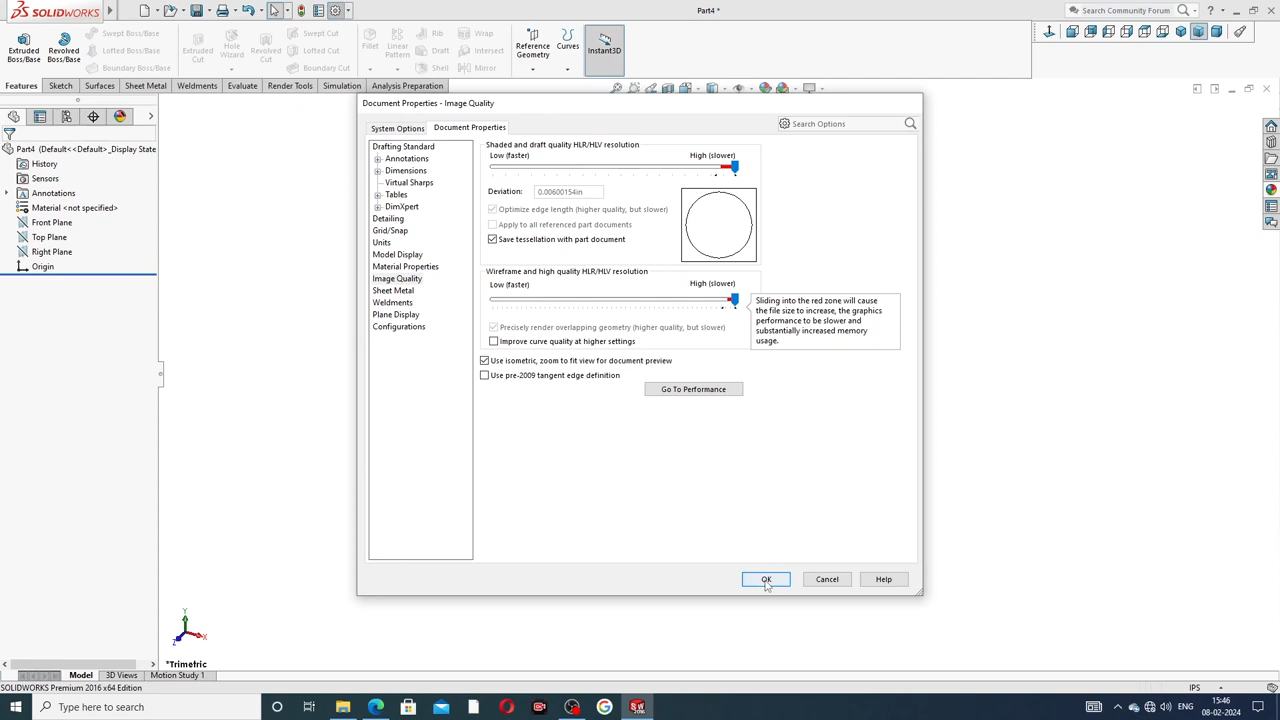 SOLIDWORKS
Part4 *
Search Community Forum
Extruded Boss/Base
Revolved Boss/Base
Swept Boss/Base
Lofted Boss/Base
Boundary Boss/Base
Extruded Cut
Hole Wizard
Revolved Cut
Swept Cut
Lofted Cut
Boundary Cut
Fillet
Linear Pattern
Rib
Draft
Shell
Wrap
Intersect
Mirror
Reference Geometry
Curves
Instant3D
Features
Sketch
Surfaces
Sheet Metal
Weldments
Evaluate
Render Tools
Simulation
Analysis Preparation
Part4 (Default<<Default>_Display State
History
Sensors
Annotations
Material <not specified>
Front Plane
Top Plane
Right Plane
Origin
Document Properties - Image Quality
System Options
Document Properties
Search Options
Drafting Standard
Annotations
Dimensions
Virtual Sharps
Tables
DimXpert
Detailing
Grid/Snap
Units
Model Display
Material Properties
Image Quality
Sheet Metal
Weldments
Plane Display
Configurations
Shaded and draft quality HLR/HLV resolution
Low (faster)
High (slower)
Deviation:
0.00600154in
Optimize edge length (higher quality, but slower)
Apply to all referenced part documents
Save tessellation with part document
Wireframe and high quality HLR/HLV resolution
Low (faster)
High (slower)
Precisely render overlapping geometry (higher quality, but slower)
Improve curve quality at higher settings
Sliding into the red zone will cause
the file size to increase, the graphics
performance to be slower and
substantially increased memory
usage.
Use isometric, zoom to fit view for document preview
Use pre-2009 tangent edge definition
Go To Performance
OK
Cancel
Help
Y
X
Z
*Trimetric
Model
3D Views
Motion Study 1
SOLIDWORKS Premium 2016 x64 Edition
IPS
Type here to search
ENG
15:46
08-02-2024